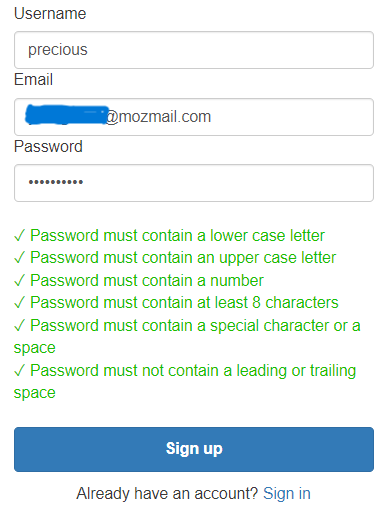 Username
precious
Email
@mozmail.com
Password
••••••••••
✓ Password must contain a lower case letter
✓ Password must contain an upper case letter
✓ Password must contain a number
✓ Password must contain at least 8 characters
✓ Password must contain a special character or a
space
✓ Password must not contain a leading or trailing
space
Sign up
Already have an account? Sign in